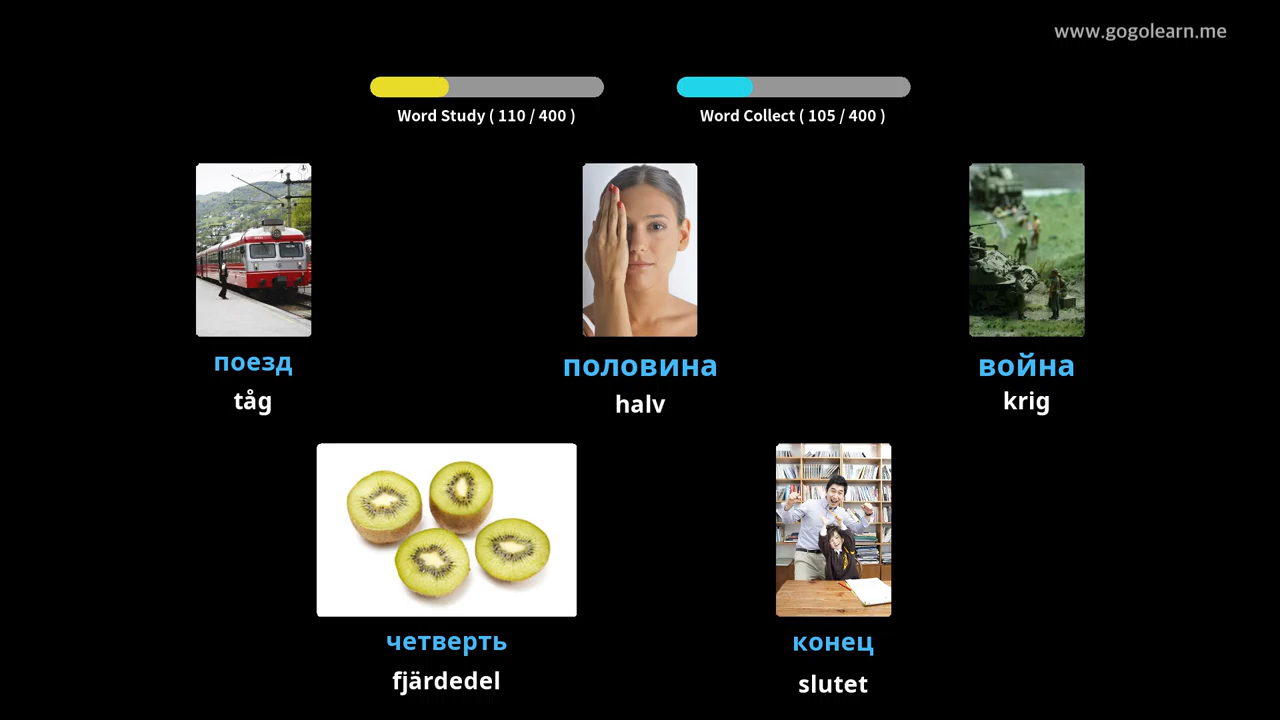 www.gogolearn.me
Word Study ( 110 / 400 )
Word Collect ( 105 / 400 )
поезд
tåg
половина
halv
война
krig
четверть
fjärdedel
конец
slutet